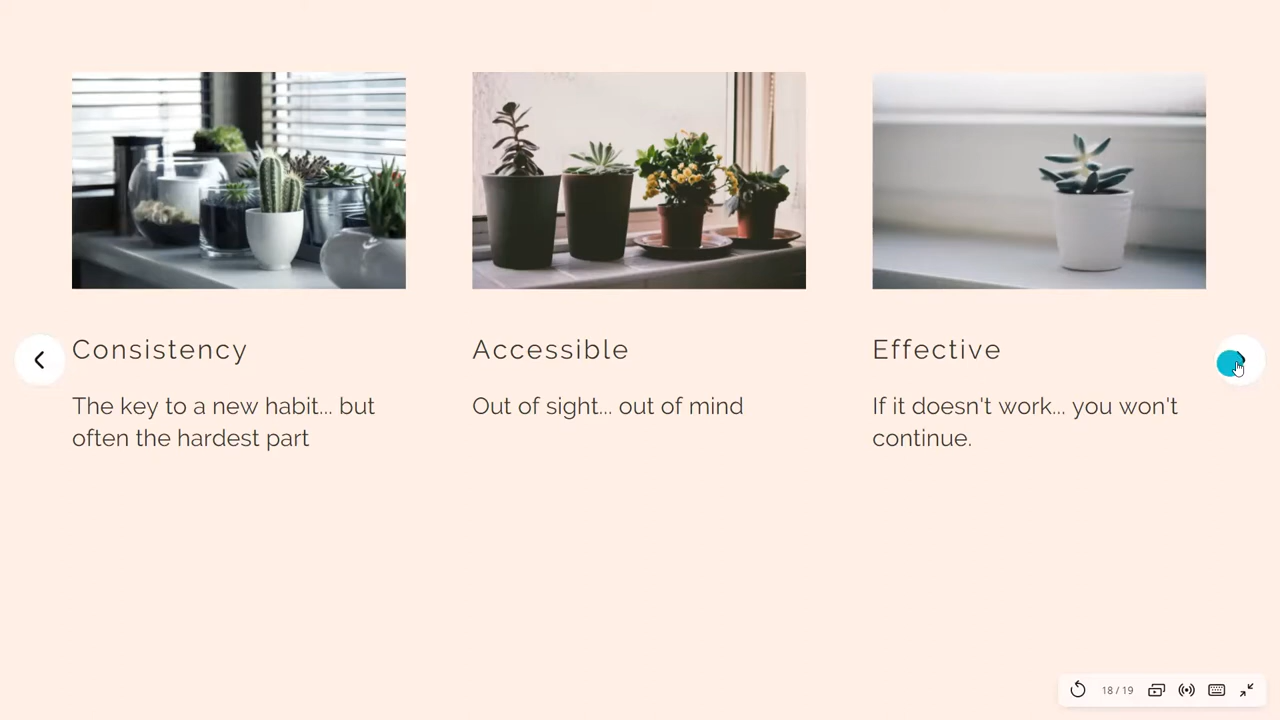 Consistency
The key to a new habit... but
often the hardest part
Accessible
Out of sight... out of mind
Effective
If it doesn't work... you won't
continue.
18 / 19